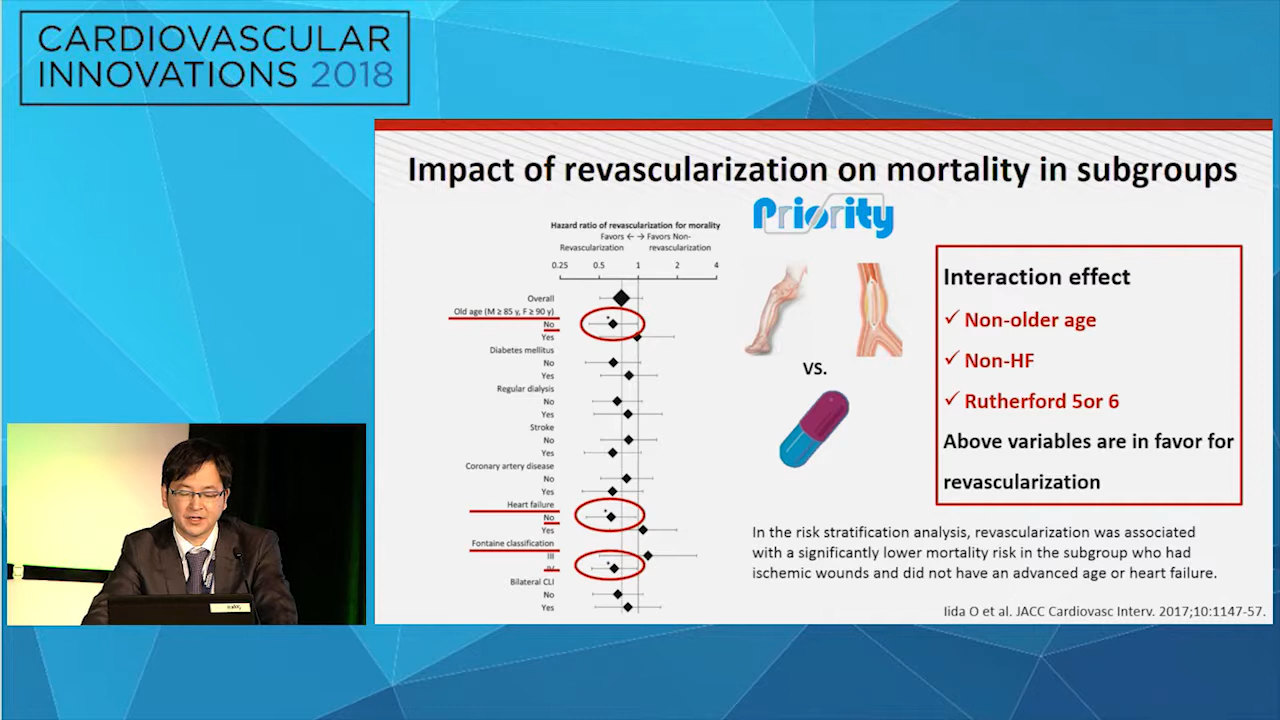 CARDIOVASCULAR
INNOVATIONS 2018
Impact of revascularization on mortality in subgroups
Priority
Hazard ratio of revascularization for morality
Favors ← → Favors Non-
Revascularization revascularization
0.25 0.5 1 2 4
Overall
Old age (M ≥ 85 y, F ≥ 90 y)
No
Yes
Diabetes mellitus
No
Yes
Regular dialysis
No
Yes
Stroke
No
Yes
Coronary artery disease
No
Yes
Heart failure
No
Yes
Fontaine classification
III
IV
Bilateral CLI
No
Yes
VS.
Interaction effect
✓ Non-older age
✓ Non-HF
✓ Rutherford 5or 6
Above variables are in favor for
revascularization
In the risk stratification analysis, revascularization was associated
with a significantly lower mortality risk in the subgroup who had
ischemic wounds and did not have an advanced age or heart failure.
Iida O et al. JACC Cardiovasc Interv. 2017;10:1147-57.